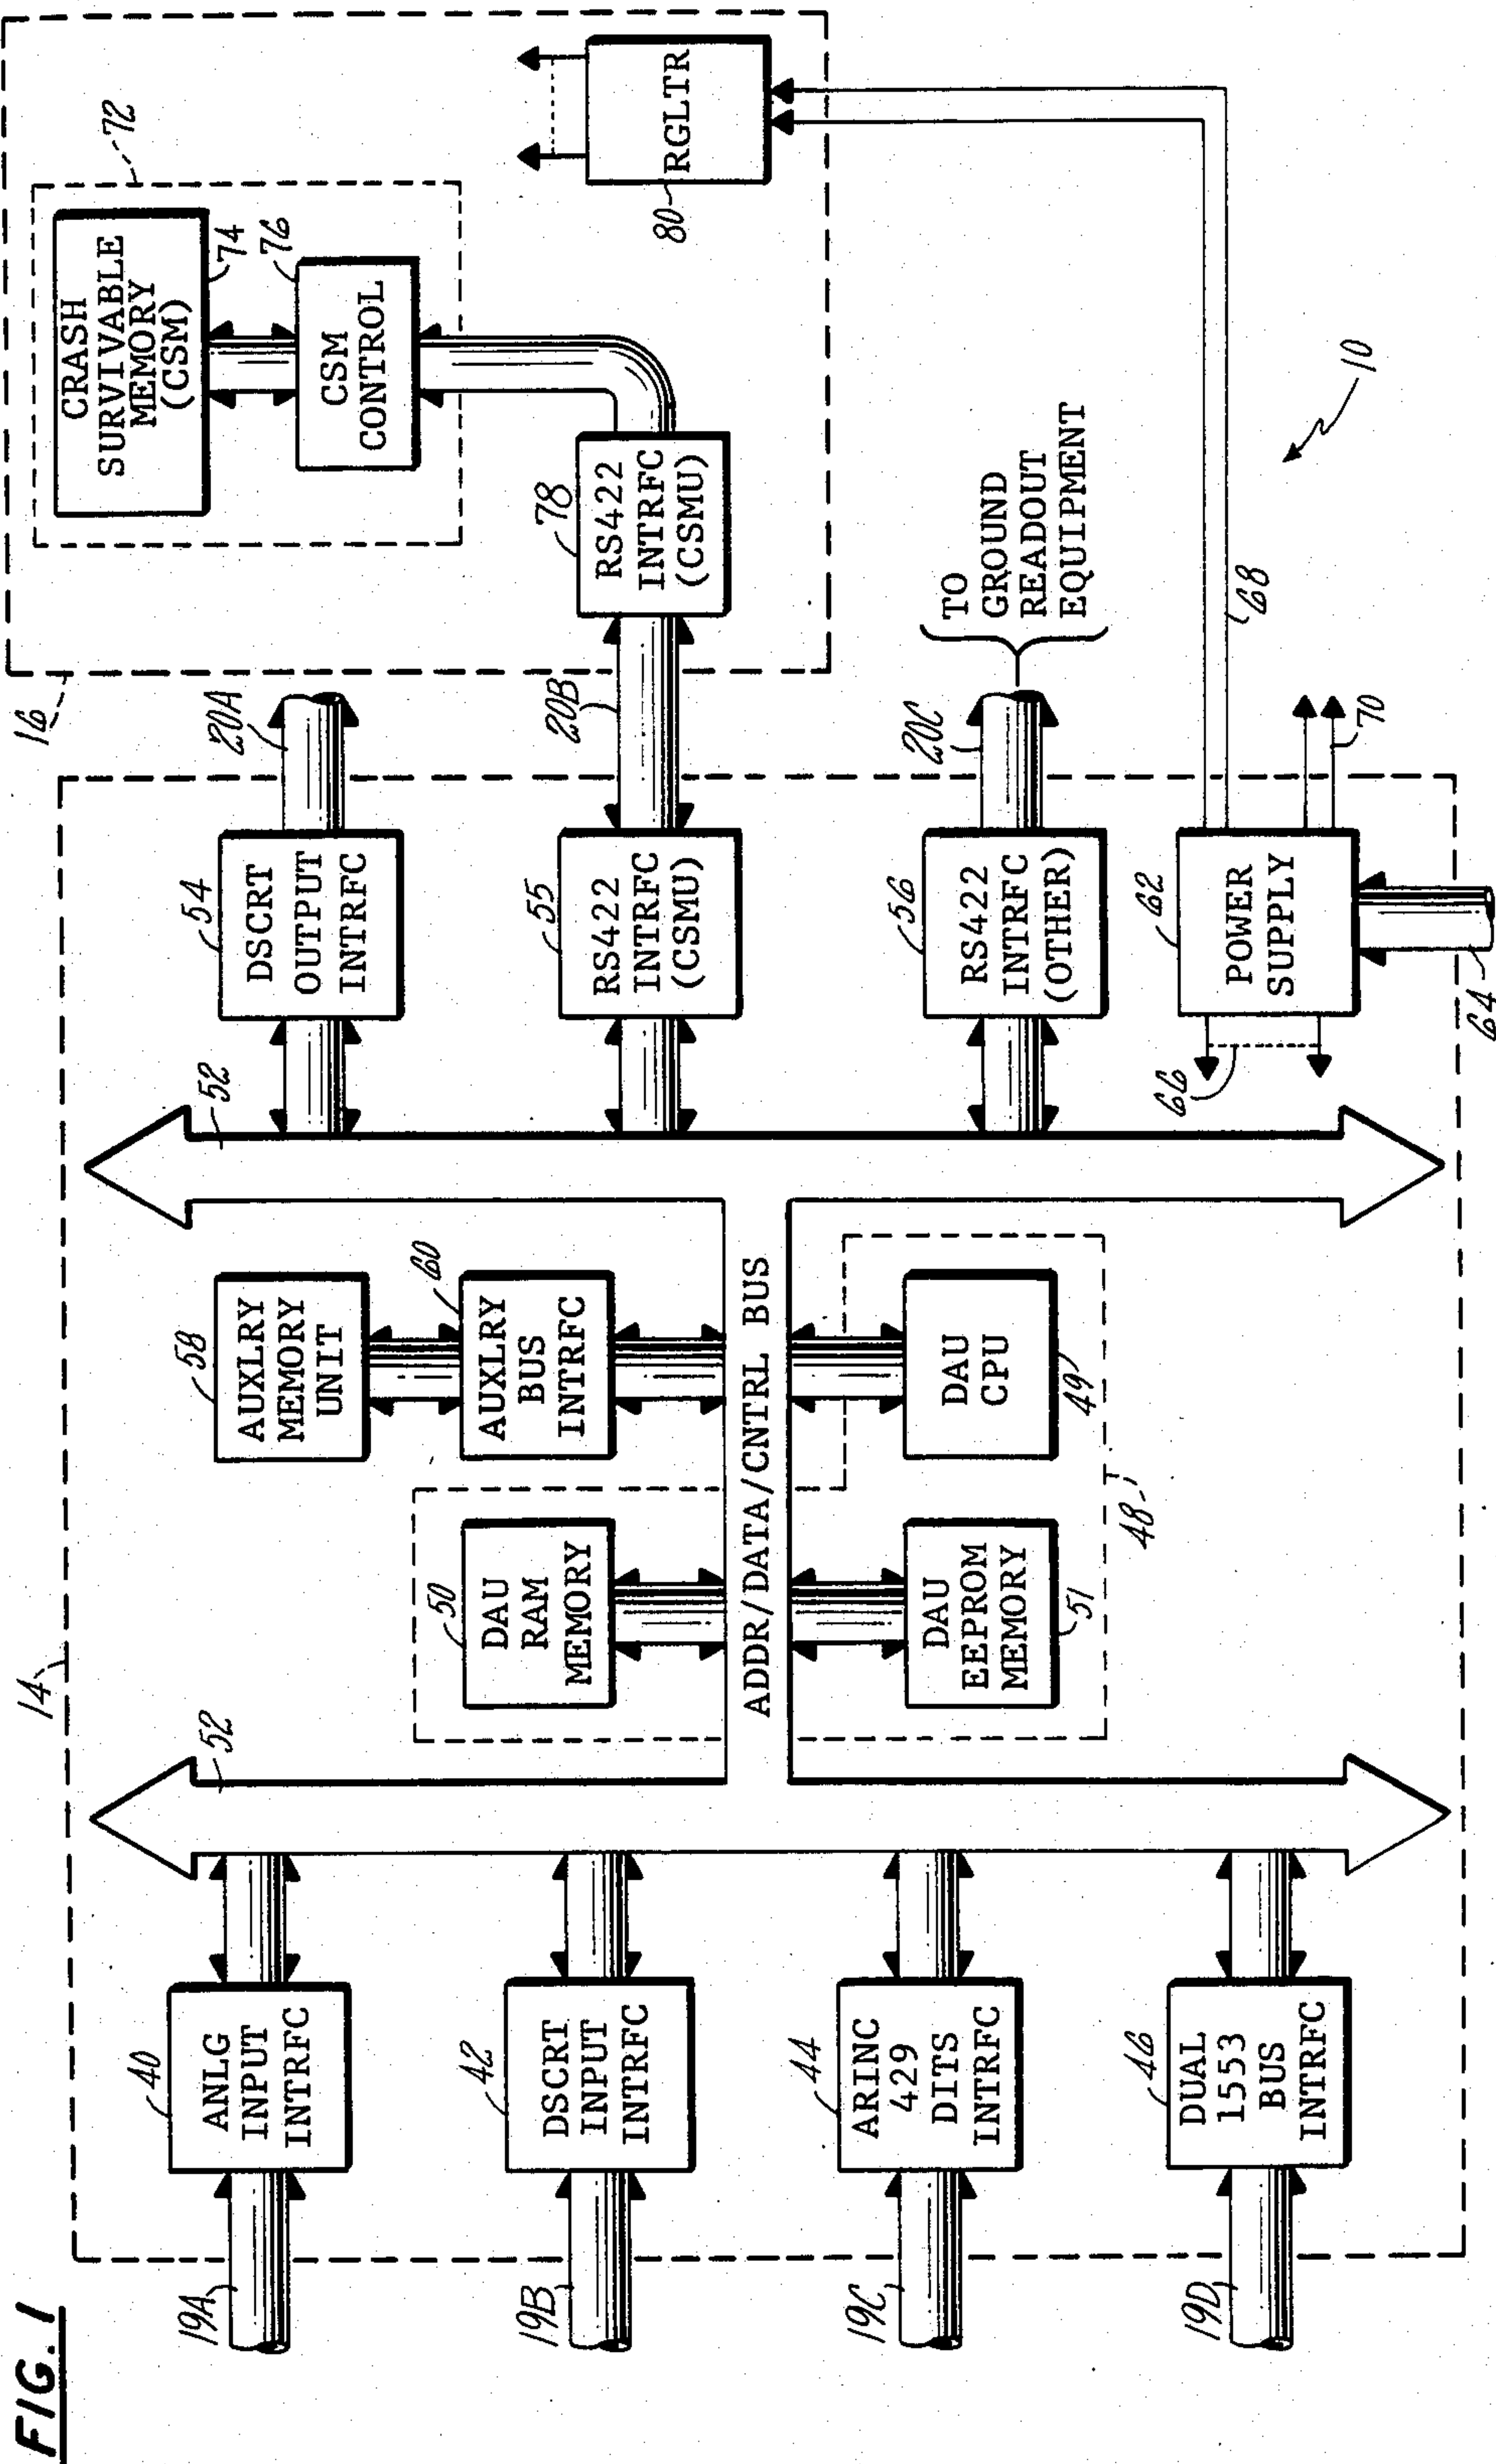 FIG. 1
14
16
10
19A
40
ANLG
INPUT
INTRFC
19B
42
DSCRT
INPUT
INTRFC
19C
44
ARINC
429
DITS
INTRFC
19D
46
DUAL
1553
BUS
INTRFC
52
50
DAU
RAM
MEMORY
58
AUXLRY
MEMORY
UNIT
60
AUXLRY
BUS
INTRFC
ADDR/DATA/CNTRL BUS
DAU
EEPROM
MEMORY
51
DAU
CPU
49
48
52
54
DSCRT
OUTPUT
INTRFC
20A
55
RS422
INTRFC
(CSMU)
20B
56
RS422
INTRFC
(OTHER)
20C
TO
GROUND
READOUT
EQUIPMENT
62
POWER
SUPPLY
64
66
68
70
72
CRASH
SURVIVABLE
MEMORY
(CSM)
74
76
CSM
CONTROL
78
RS422
INTRFC
(CSMU)
80
RGLTR